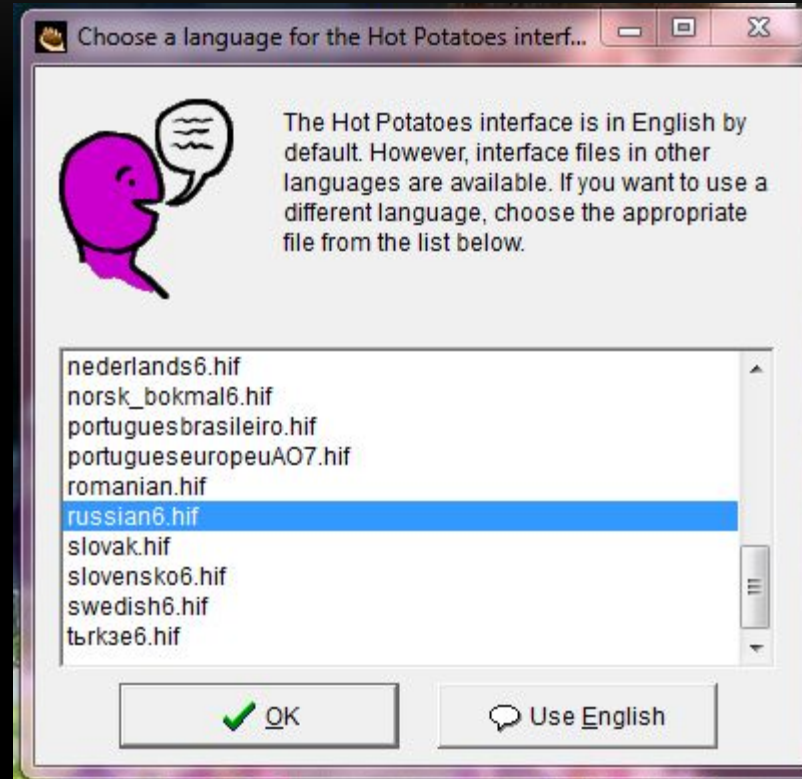 Choose a language for the Hot Potatoes interf...
The Hot Potatoes interface is in English by
default. However, interface files in other
languages are available. If you want to use a
different language, choose the appropriate
file from the list below.
nederlands6.hif
norsk_bokmal6.hif
portuguesbrasileiro.hif
portugueseuropeuAO7.hif
romanian.hif
russian6.hif
slovak.hif
slovensko6.hif
swedish6.hif
tьrkзe6.hif
OK
Use English